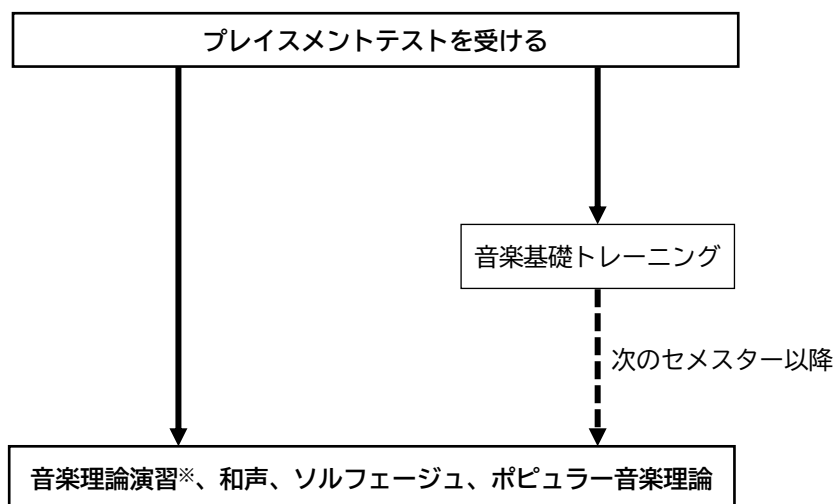 プレイスメントテストを受ける
音楽基礎トレーニング
次のセメスター以降
音楽理論演習※、和声、ソルフェージュ、ポピュラー音楽理論